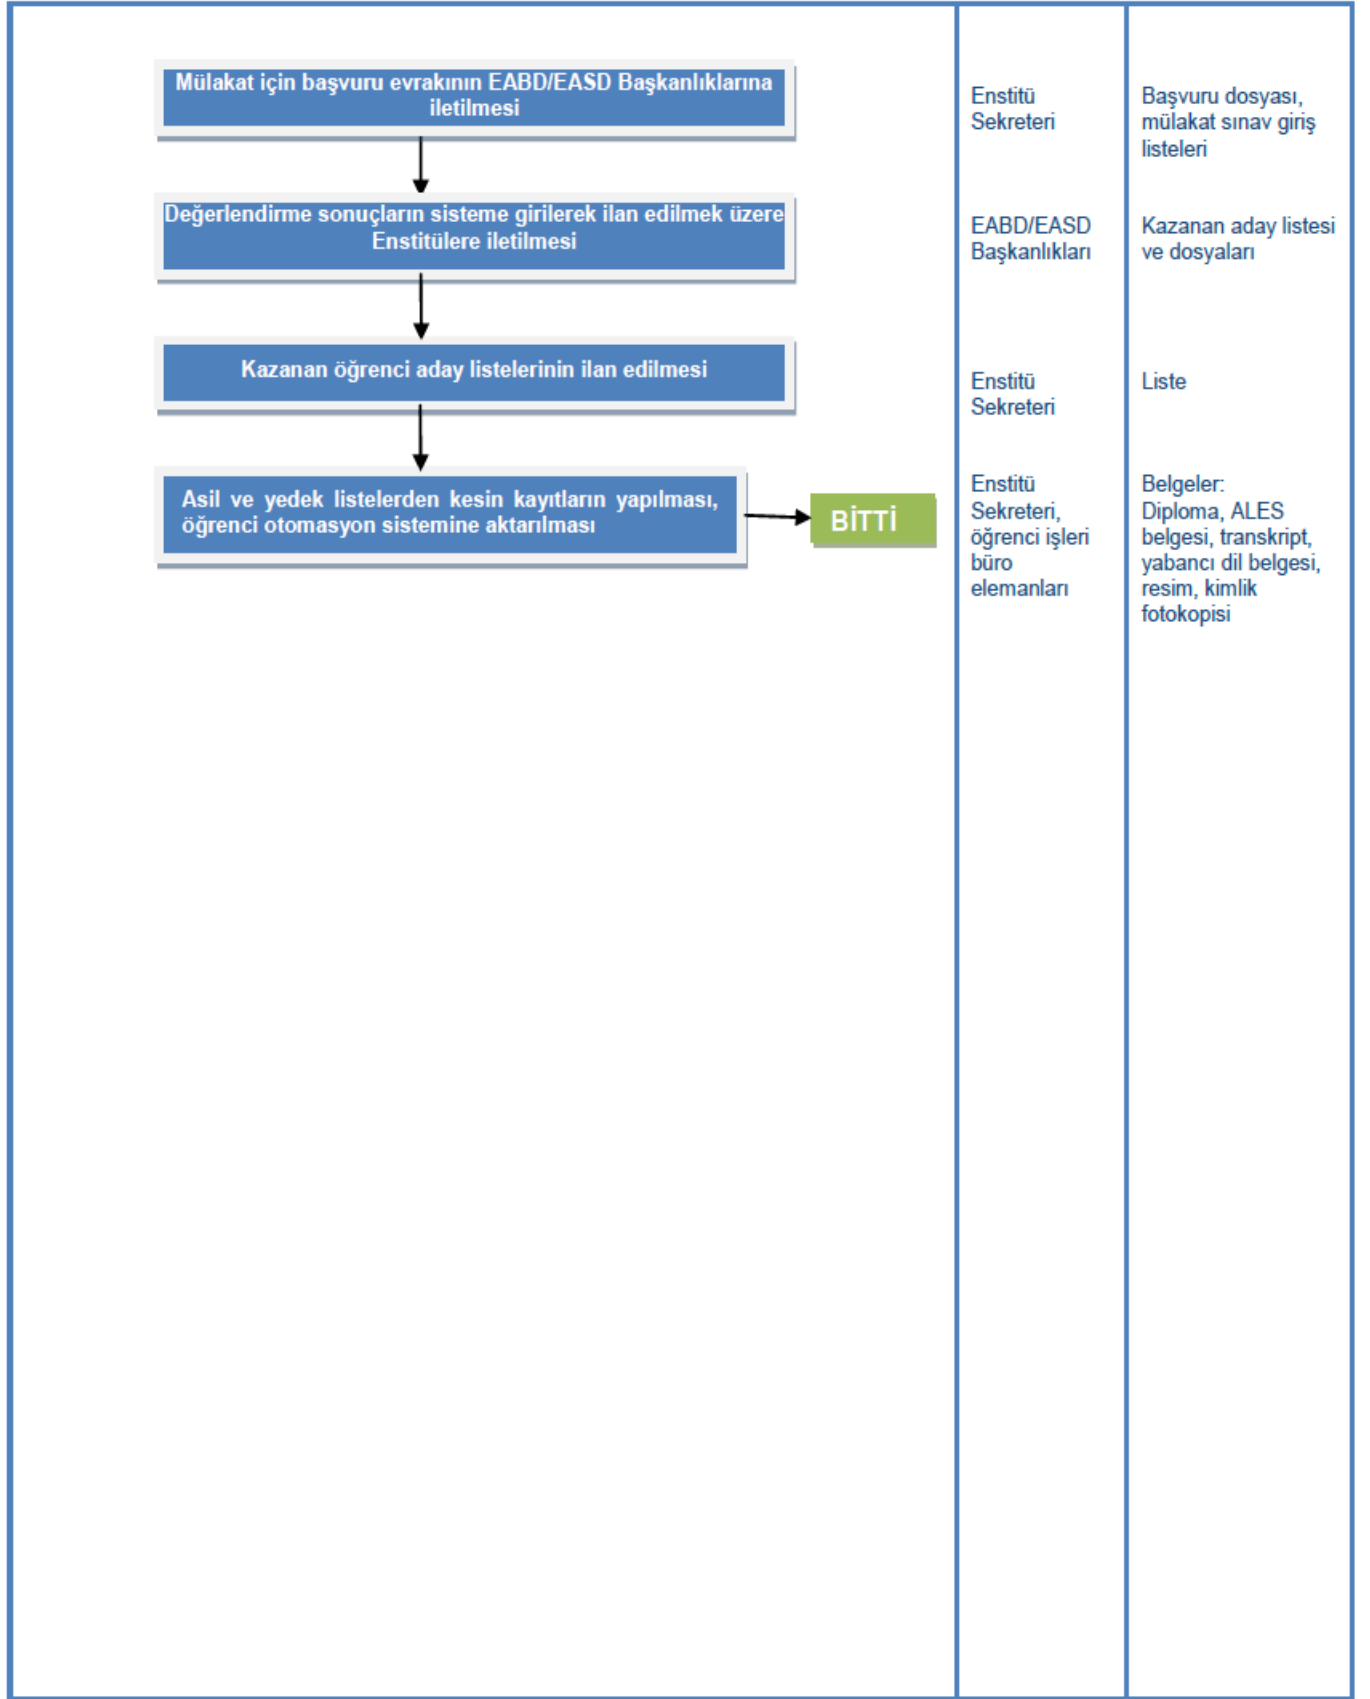 Mülakat için başvuru evrakının EABD/EASD Başkanlıklarına
iletilmesi
Enstitü
Sekreteri
Başvuru dosyası,
mülakat sınav giriş
listeleri
Değerlendirme sonuçların sisteme girilerek ilan edilmek üzere
Enstitülere iletilmesi
EABD/EASD
Başkanlıkları
Kazanan aday listesi
ve dosyaları
Kazanan öğrenci aday listelerinin ilan edilmesi
Enstitü
Sekreteri
Liste
Asil ve yedek listelerden kesin kayıtların yapılması,
öğrenci otomasyon sistemine aktarılması
BİTTİ
Enstitü
Sekreteri,
öğrenci işleri
büro
elemanları
Belgeler:
Diploma, ALES
belgesi, transkript,
yabancı dil belgesi,
resim, kimlik
fotokopisi